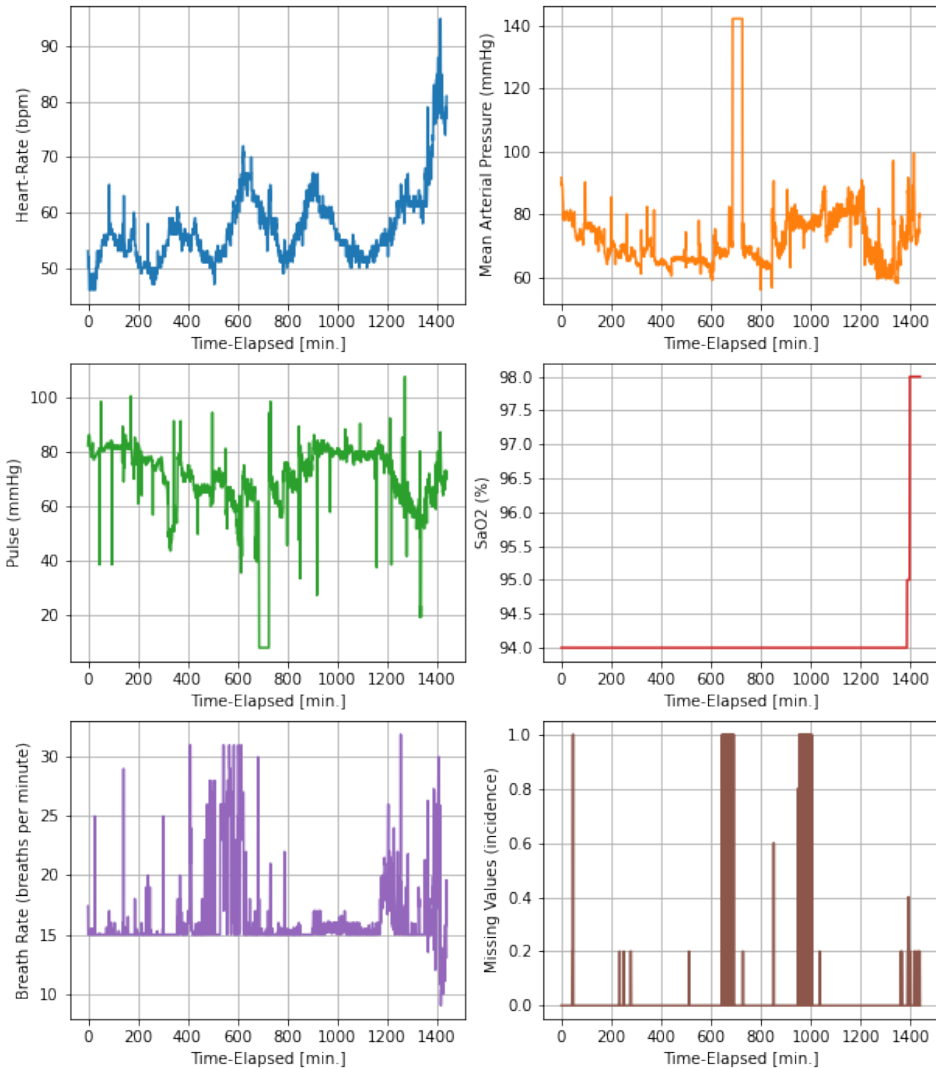 Heart-Rate (bpm)
90
80
70
60
50
0 200 400 600 800 1000 1200 1400
Time-Elapsed [min.]
Mean Arterial Pressure (mmHg)
140
120
100
80
60
0 200 400 600 800 1000 1200 1400
Time-Elapsed [min.]
Pulse (mmHg)
100
80
60
40
20
0 200 400 600 800 1000 1200 1400
Time-Elapsed [min.]
SaO2 (%)
98.0
97.5
97.0
96.5
96.0
95.5
95.0
94.5
94.0
0 200 400 600 800 1000 1200 1400
Time-Elapsed [min.]
Breath Rate (breaths per minute)
30
25
20
15
10
0 200 400 600 800 1000 1200 1400
Time-Elapsed [min.]
Missing Values (incidence)
1.0
0.8
0.6
0.4
0.2
0.0
0 200 400 600 800 1000 1200 1400
Time-Elapsed [min.]